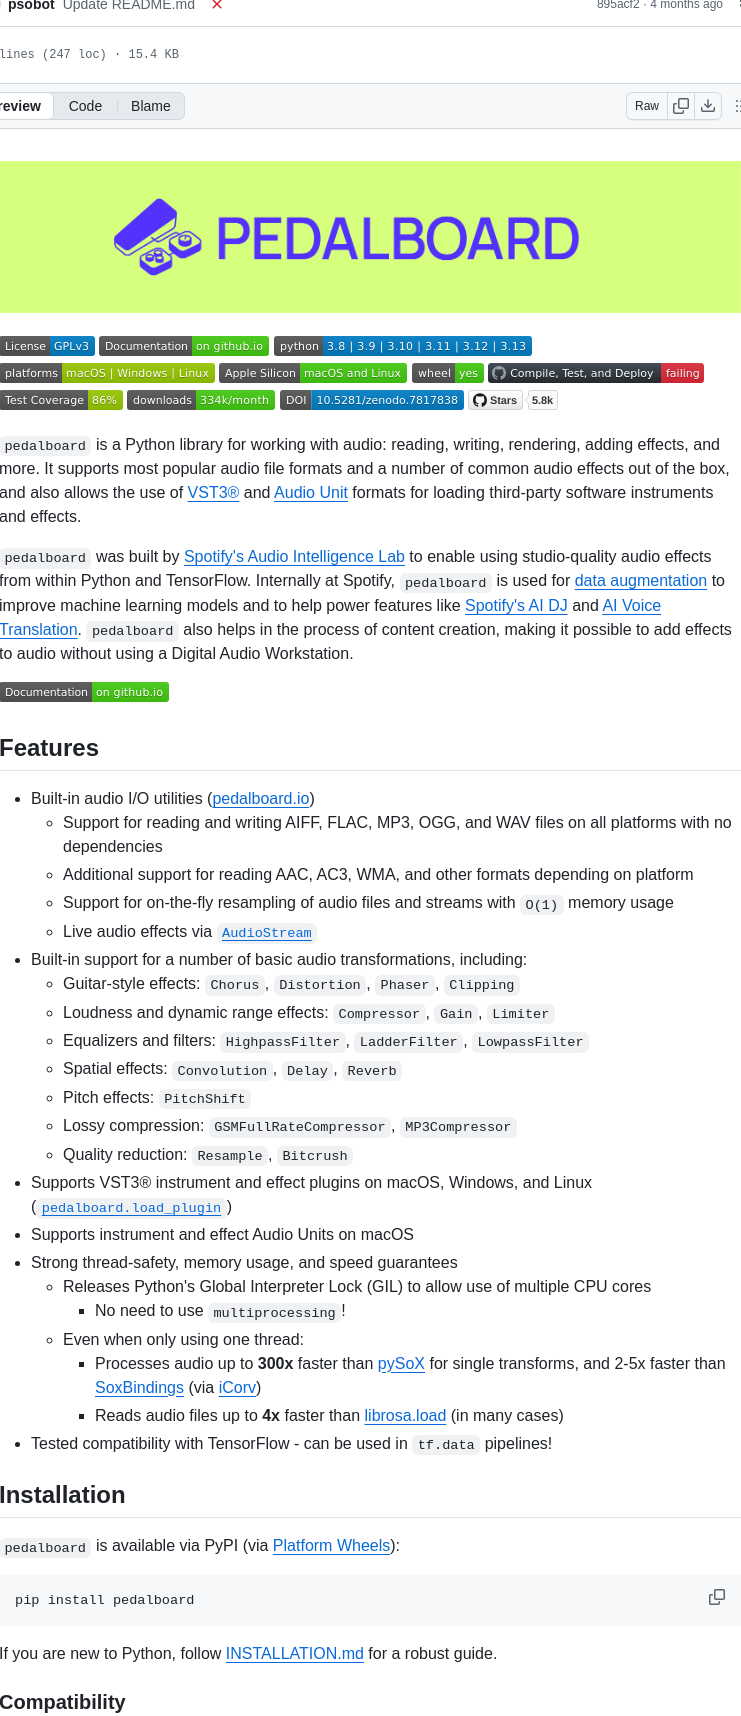 psobot Update README.md 895acf2 · 4 months ago
lines (247 loc) · 15.4 KB
review Code Blame Raw
PEDALBOARD
License GPLv3 Documentation on github.io python 3.8 | 3.9 | 3.10 | 3.11 | 3.12 | 3.13
platforms macOS | Windows | Linux Apple Silicon macOS and Linux wheel yes Compile, Test, and Deploy failing
Test Coverage 86% downloads 334k/month DOI 10.5281/zenodo.7817838 Stars 5.8k
pedalboard is a Python library for working with audio: reading, writing, rendering, adding effects, and
more. It supports most popular audio file formats and a number of common audio effects out of the box,
and also allows the use of VST3® and Audio Unit formats for loading third-party software instruments
and effects.
pedalboard was built by Spotify's Audio Intelligence Lab to enable using studio-quality audio effects
from within Python and TensorFlow. Internally at Spotify, pedalboard is used for data augmentation to
improve machine learning models and to help power features like Spotify's AI DJ and AI Voice
Translation. pedalboard also helps in the process of content creation, making it possible to add effects
to audio without using a Digital Audio Workstation.
Documentation on github.io
Features
• Built-in audio I/O utilities (pedalboard.io)
◦ Support for reading and writing AIFF, FLAC, MP3, OGG, and WAV files on all platforms with no
dependencies
◦ Additional support for reading AAC, AC3, WMA, and other formats depending on platform
◦ Support for on-the-fly resampling of audio files and streams with O(1) memory usage
◦ Live audio effects via AudioStream
• Built-in support for a number of basic audio transformations, including:
◦ Guitar-style effects: Chorus, Distortion, Phaser, Clipping
◦ Loudness and dynamic range effects: Compressor, Gain, Limiter
◦ Equalizers and filters: HighpassFilter, LadderFilter, LowpassFilter
◦ Spatial effects: Convolution, Delay, Reverb
◦ Pitch effects: PitchShift
◦ Lossy compression: GSMFullRateCompressor, MP3Compressor
◦ Quality reduction: Resample, Bitcrush
• Supports VST3® instrument and effect plugins on macOS, Windows, and Linux
(pedalboard.load_plugin)
• Supports instrument and effect Audio Units on macOS
• Strong thread-safety, memory usage, and speed guarantees
◦ Releases Python's Global Interpreter Lock (GIL) to allow use of multiple CPU cores
▪ No need to use multiprocessing!
◦ Even when only using one thread:
▪ Processes audio up to 300x faster than pySoX for single transforms, and 2-5x faster than
SoxBindings (via iCorv)
▪ Reads audio files up to 4x faster than librosa.load (in many cases)
• Tested compatibility with TensorFlow - can be used in tf.data pipelines!
Installation
pedalboard is available via PyPI (via Platform Wheels):
pip install pedalboard
If you are new to Python, follow INSTALLATION.md for a robust guide.
Compatibility